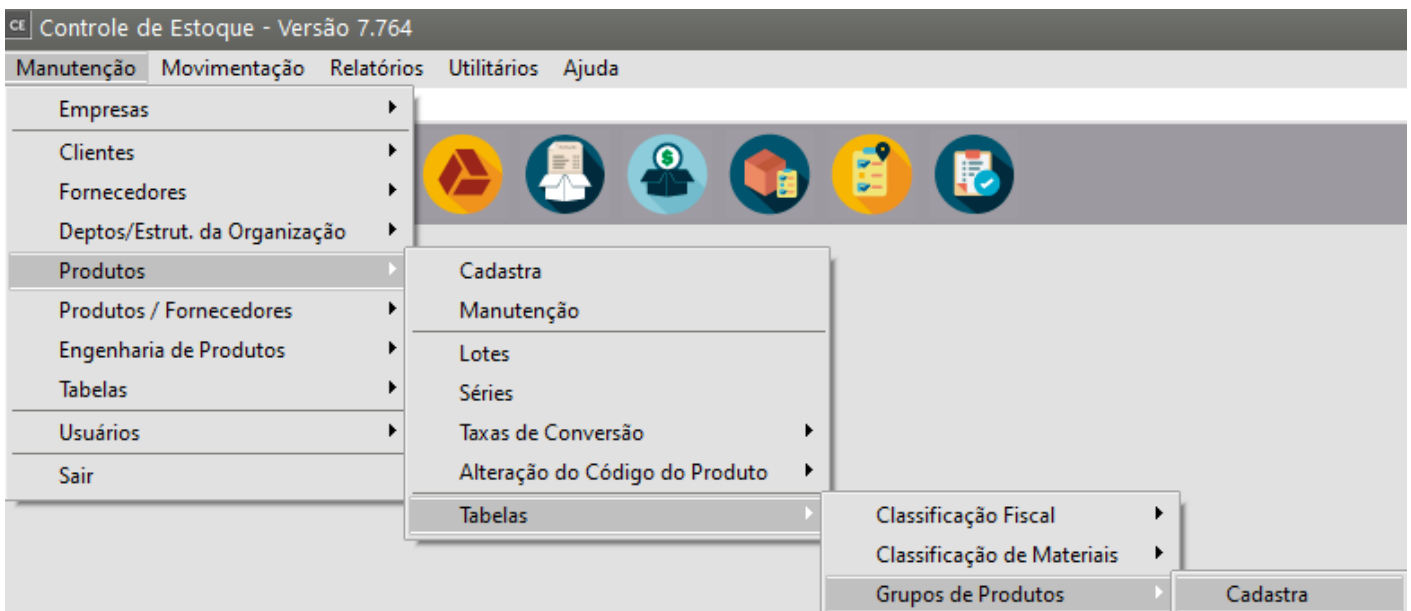 CE Controle de Estoque - Versão 7.764
Manutenção Movimentação Relatórios Utilitários Ajuda
Empresas
Clientes
Fornecedores
Deptos/Estrut. da Organização
Produtos
Produtos / Fornecedores
Engenharia de Produtos
Tabelas
Usuários
Sair
Cadastra
Manutenção
Lotes
Séries
Taxas de Conversão
Alteração do Código do Produto
Tabelas
Classificação Fiscal
Classificação de Materiais
Grupos de Produtos
Cadastra